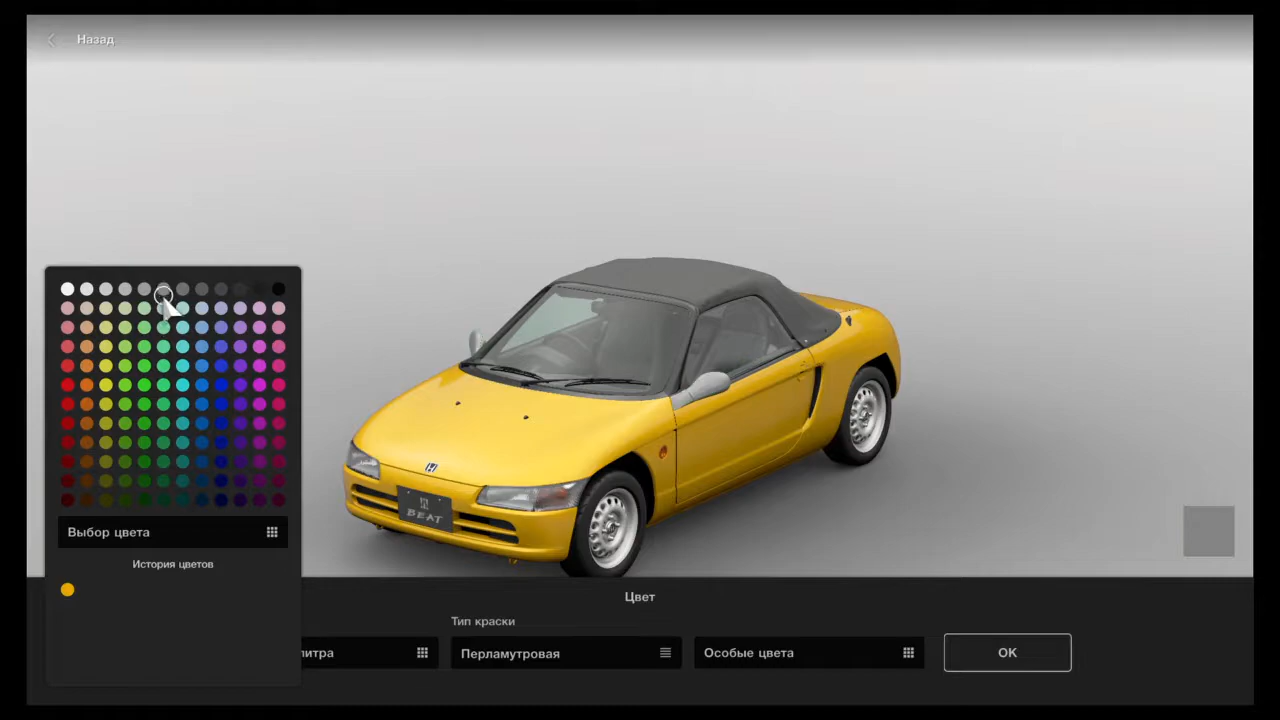 Назад
BEAT
Выбор цвета
История цветов
Цвет
Тип краски
литра
Перламутровая
Особые цвета
OK